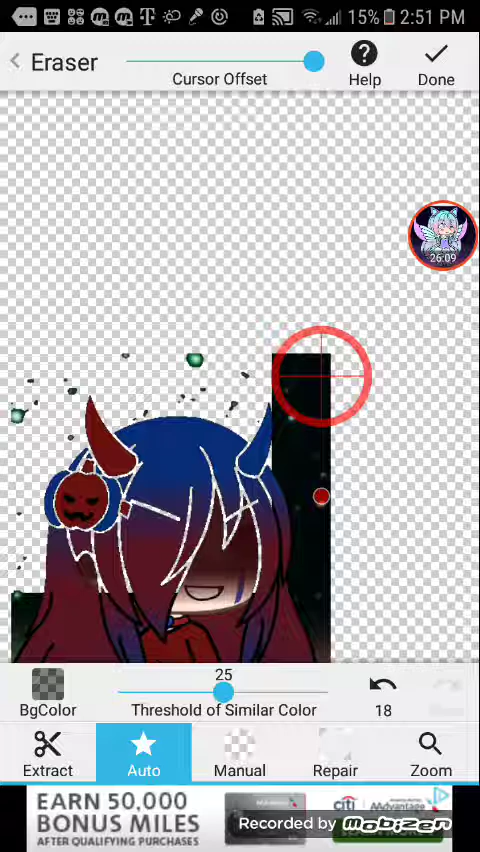 15% 2:51 PM
Eraser
Cursor Offset
Help
Done
26:09
25
BgColor
Threshold of Similar Color
18
Extract
Auto
Manual
Repair
Zoom
EARN 50,000
BONUS MILES
AFTER QUALIFYING PURCHASES
citi
AAdvantage
Recorded by mobizen